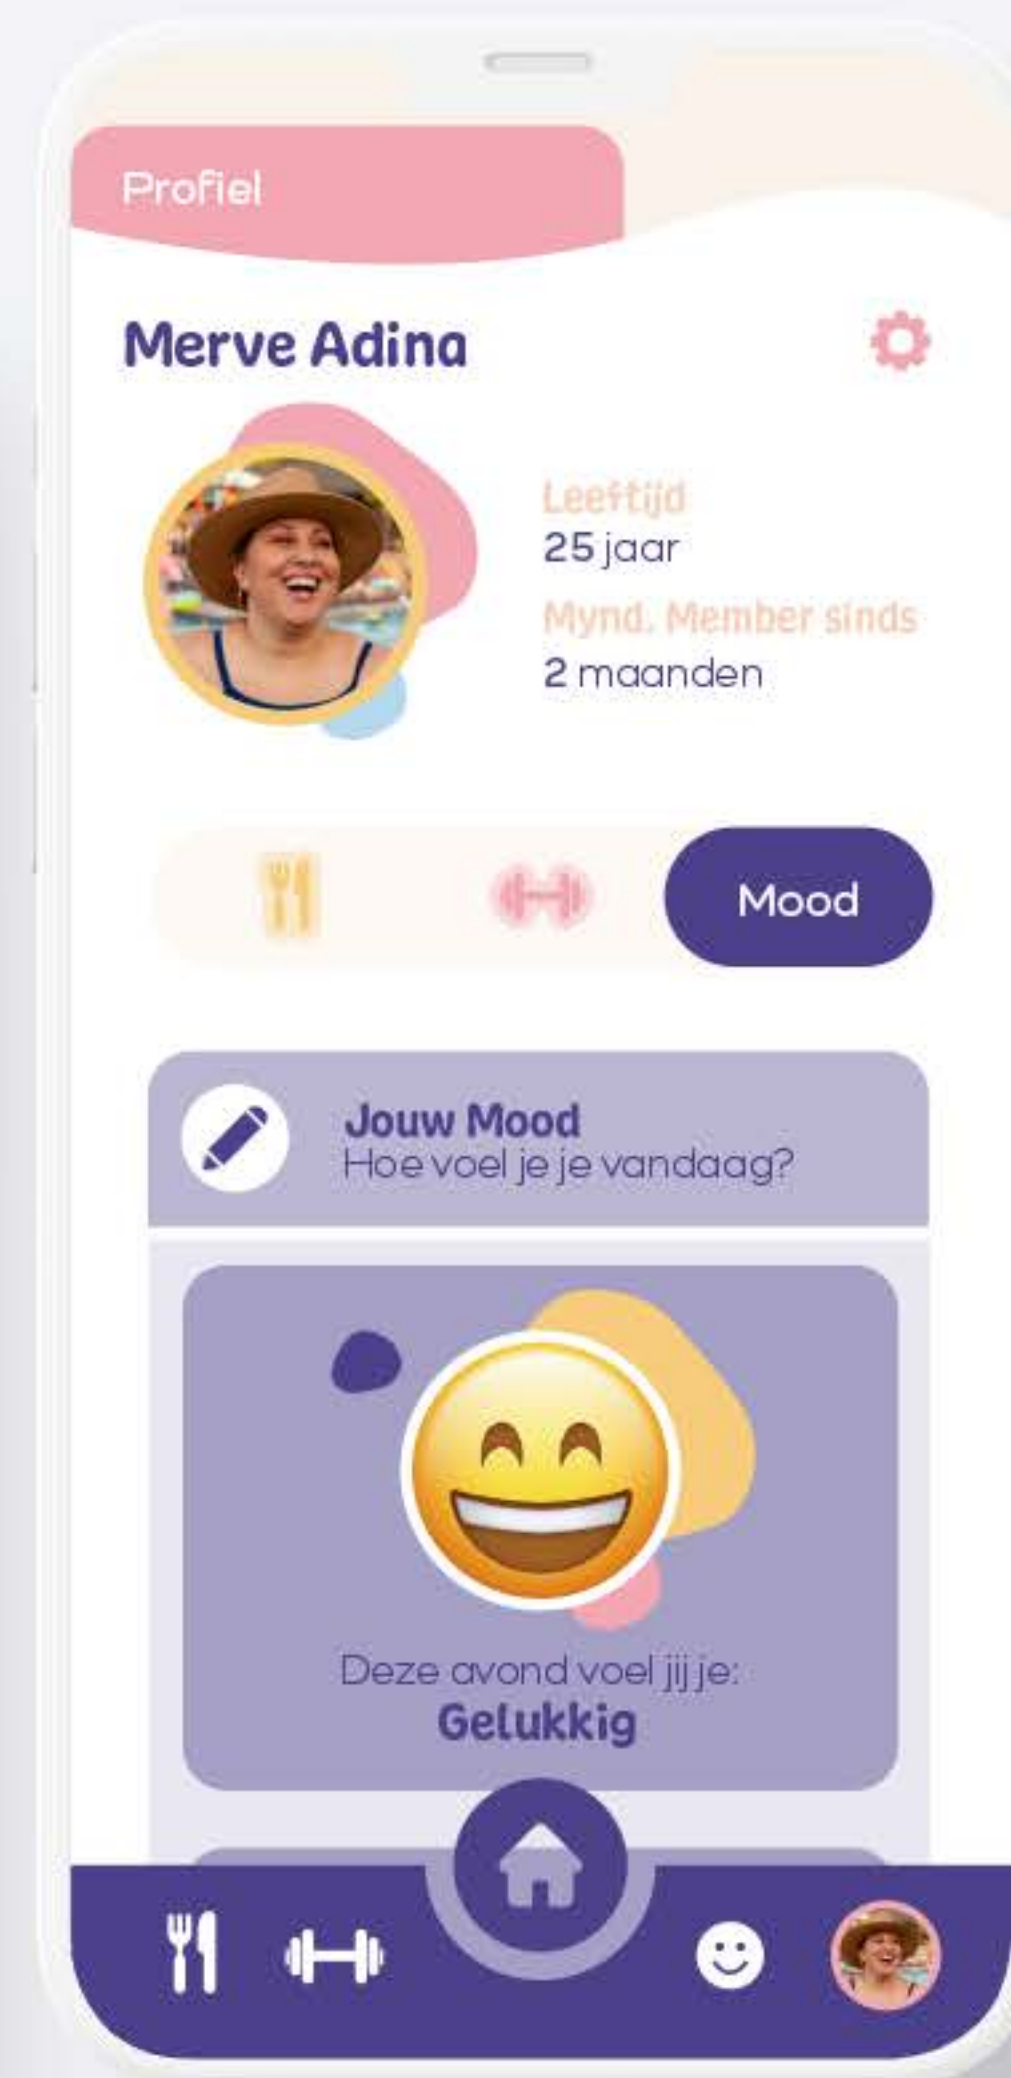 Profiel
Merve Adina
Leeftijd
25 jaar
Mynd. Member sinds
2 maanden
Mood
Jouw Mood
Hoe voel je je vandaag?
Deze avond voel jij je:
Gelukkig